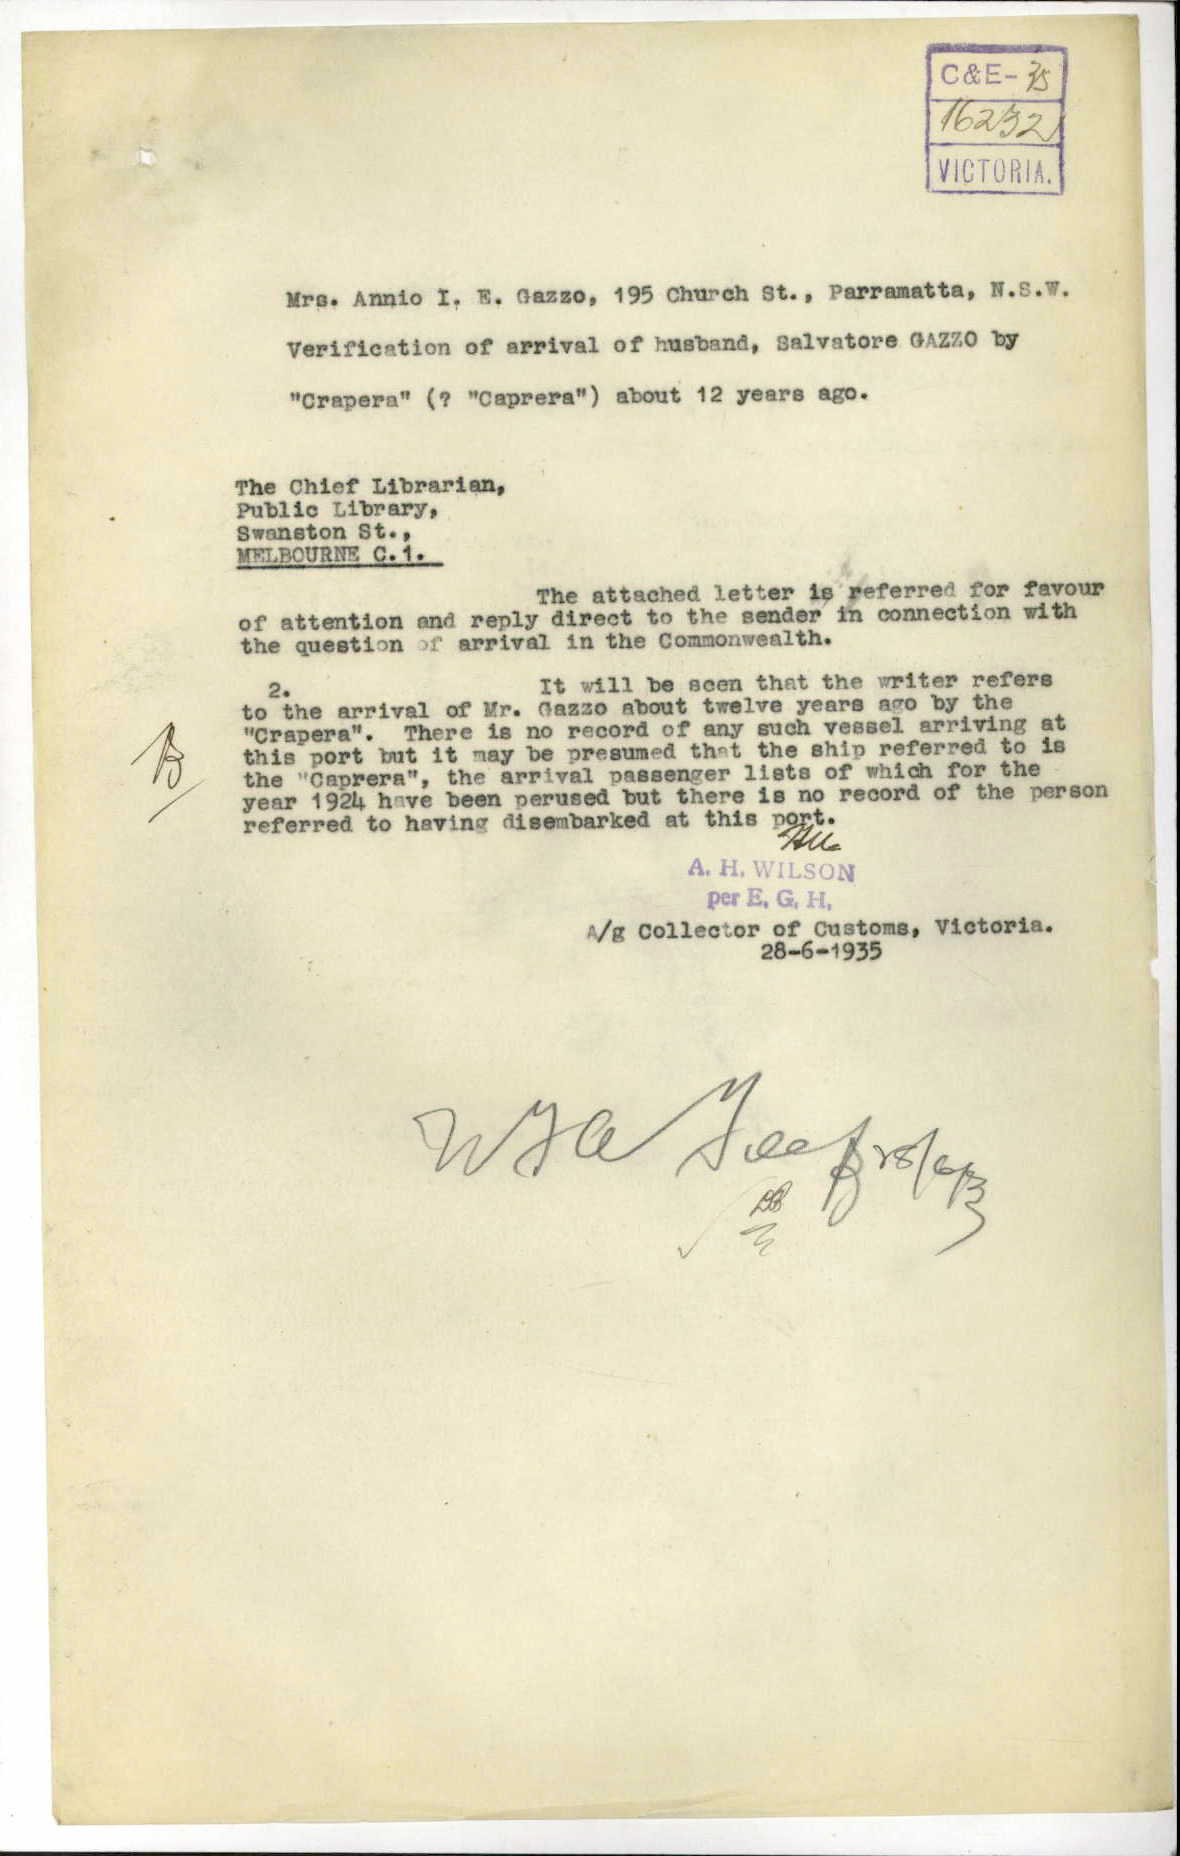 C&E- 35
16232
VICTORIA.
Mrs. Annio I. E. Gazzo, 195 Church St., Parramatta, N.S.W.
Verification of arrival of husband, Salvatore GAZZO by
"Crapera" (? "Caprera") about 12 years ago.
The Chief Librarian,
Public Library,
Swanston St.,
MELBOURNE C.1.
The attached letter is referred for favour
of attention and reply direct to the sender in connection with
the question of arrival in the Commonwealth.
2. It will be seen that the writer refers
to the arrival of Mr. Gazzo about twelve years ago by the
"Crapera". There is no record of any such vessel arriving at
B
this port but it may be presumed that the ship referred to is
the "Caprera", the arrival passenger lists of which for the
year 1924 have been perused but there is no record of the person
referred to having disembarked at this port.
A. H. WILSON
per E. G. H.
A/g Collector of Customs, Victoria.
28-6-1935